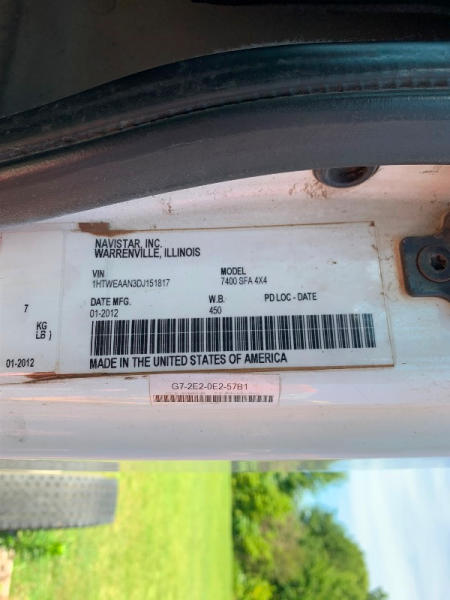 NAVISTAR, INC.
WARRENVILLE, ILLINOIS
VIN MODEL
1HTWEAAN3DJ151817 7400 SFA 4X4
DATE MFG. W.B. PD LOC - DATE
01-2012 450
MADE IN THE UNITED STATES OF AMERICA
7
KG
LB )
01-2012
G7-2E2-0E2-57B1